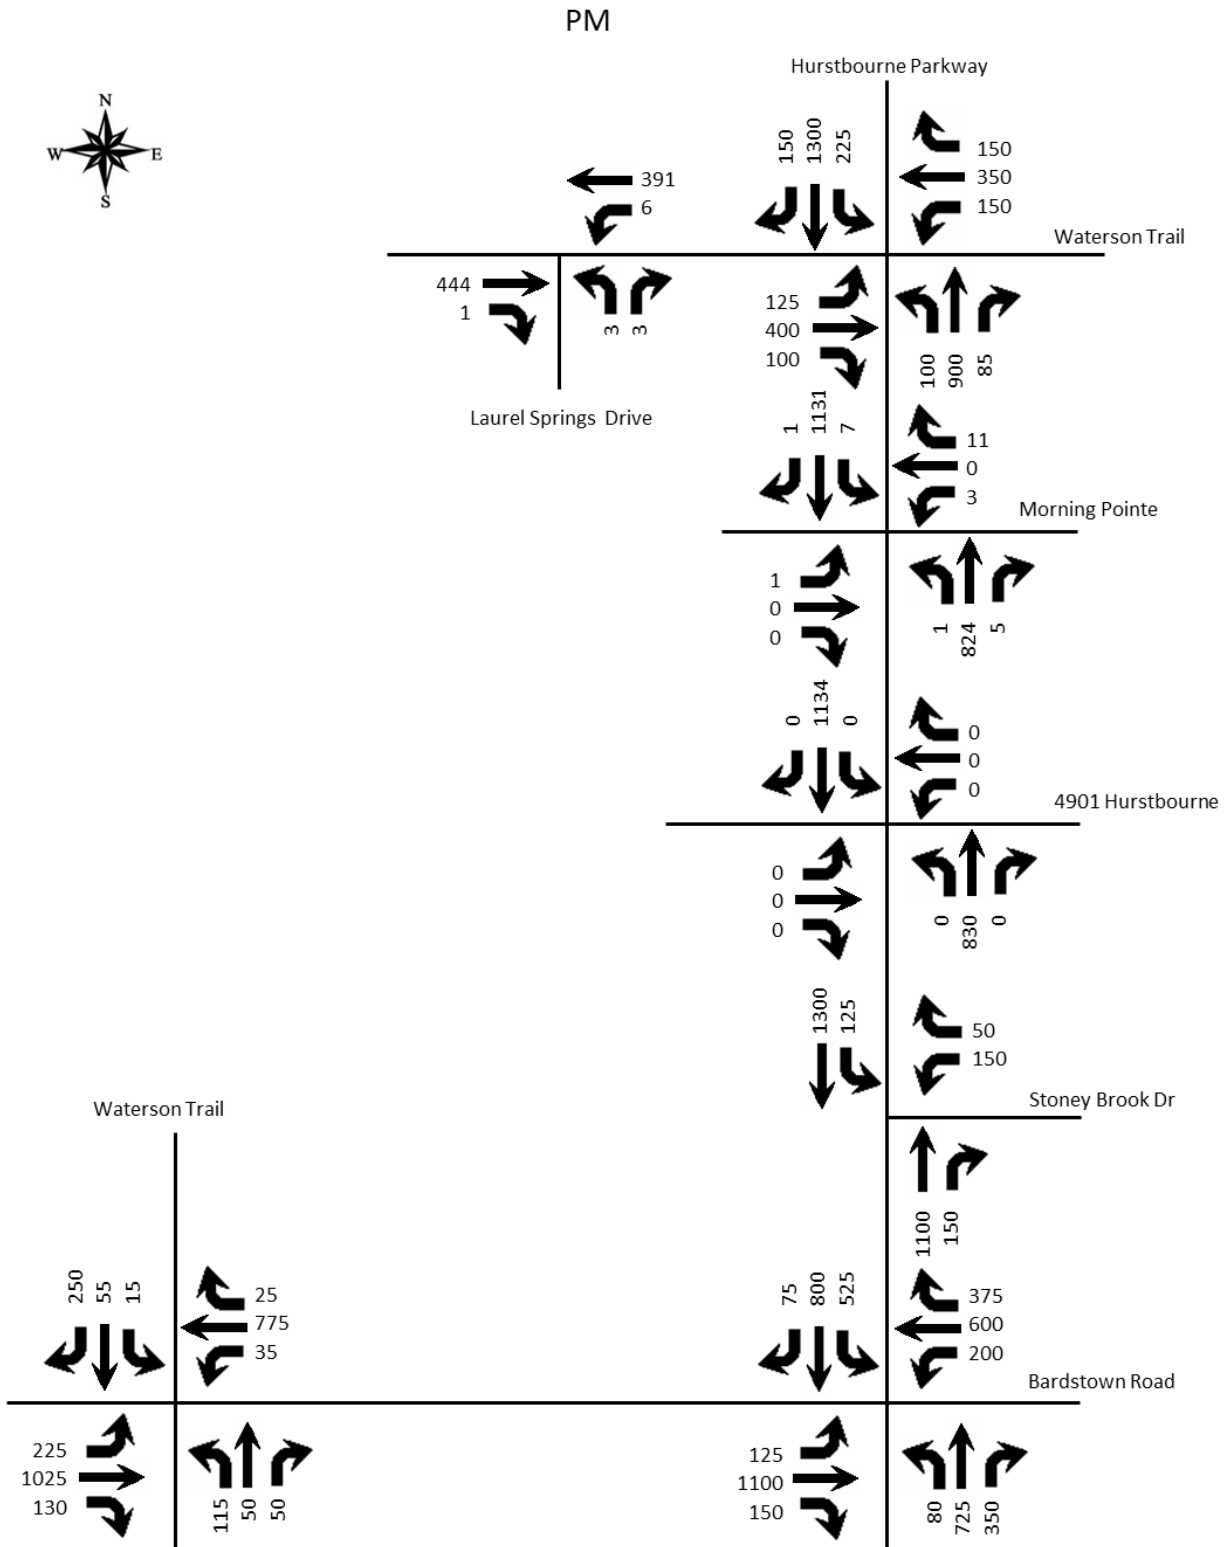 PM
Hurstbourne Parkway
N
W E
S
150 1300 225
150
350
150
391
6
Waterson Trail
444
1
3 3
125
400
100
100 900 85
Laurel Springs Drive
1 1131 7
11
0
3
Morning Pointe
1
0
0
1 824 5
0 1134 0
0
0
0
4901 Hurstbourne
0
0
0
0 830 0
1300 125
50
150
Stoney Brook Dr
1100 150
Waterson Trail
250 55 15
25
775
35
75 800 525
375
600
200
Bardstown Road
225
1025
130
115 50 50
125
1100
150
80 725 350